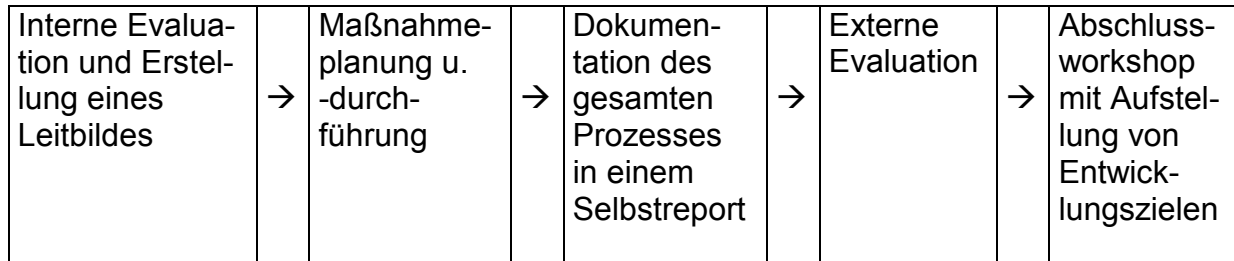 Interne Evalua-
tion und Erstel-
lung eines
Leitbildes
→
Maßnahme-
planung u.
-durch-
führung
→
Dokumen-
tation des
gesamten
Prozesses
in einem
Selbstreport
→
Externe
Evaluation
→
Abschluss-
workshop
mit Aufstel-
lung von
Entwick-
lungszielen